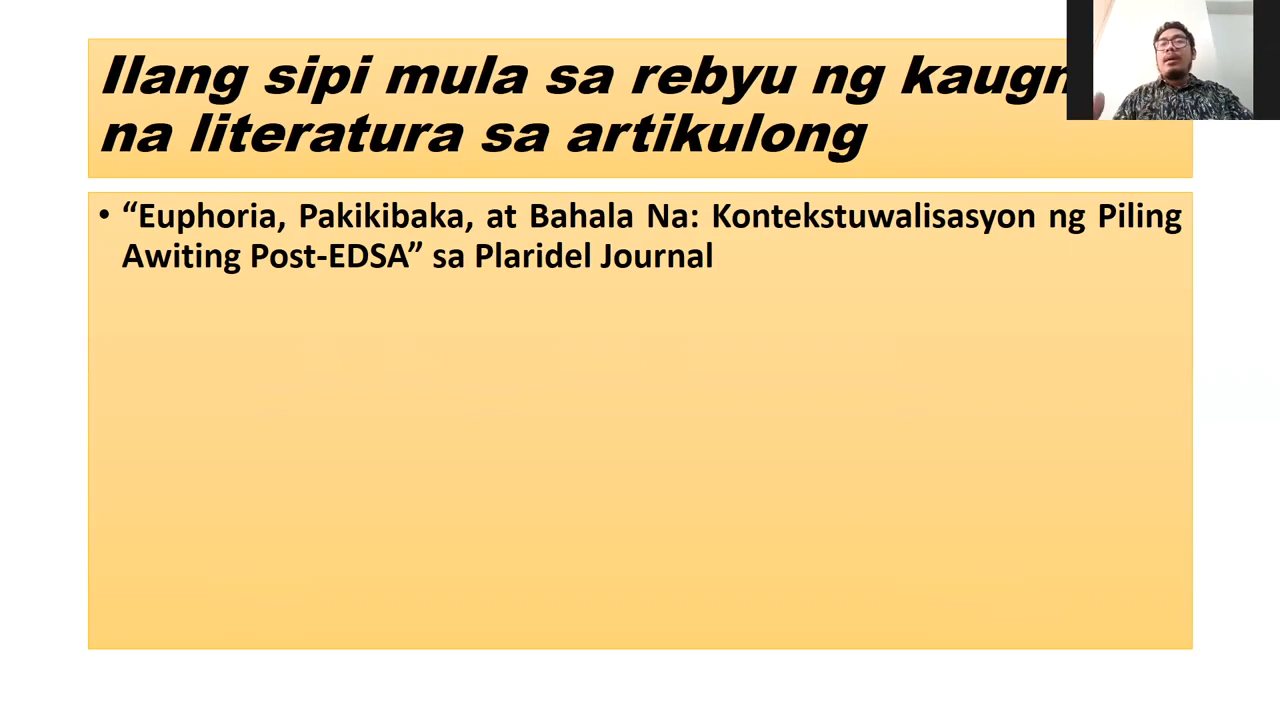 Ilang sipi mula sa rebyu ng
na literatura sa artikulong
• “Euphoria, Pakikibaka, at Bahala Na: Kontekstuwalisasyon ng Piling
Awiting Post-EDSA” sa Plaridel Journal